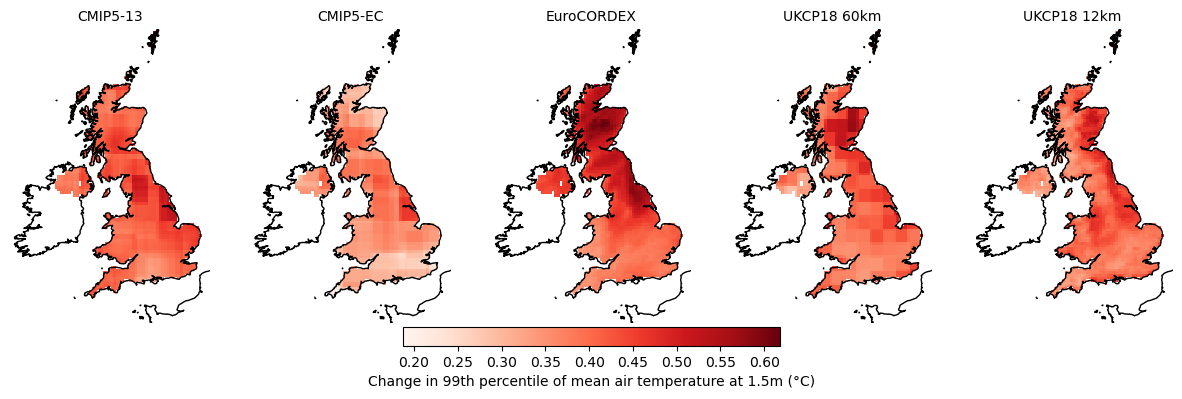 CMIP5-13 CMIP5-EC EuroCORDEX UKCP18 60km UKCP18 12km
0.20 0.25 0.30 0.35 0.40 0.45 0.50 0.55 0.60
Change in 99th percentile of mean air temperature at 1.5m (°C)